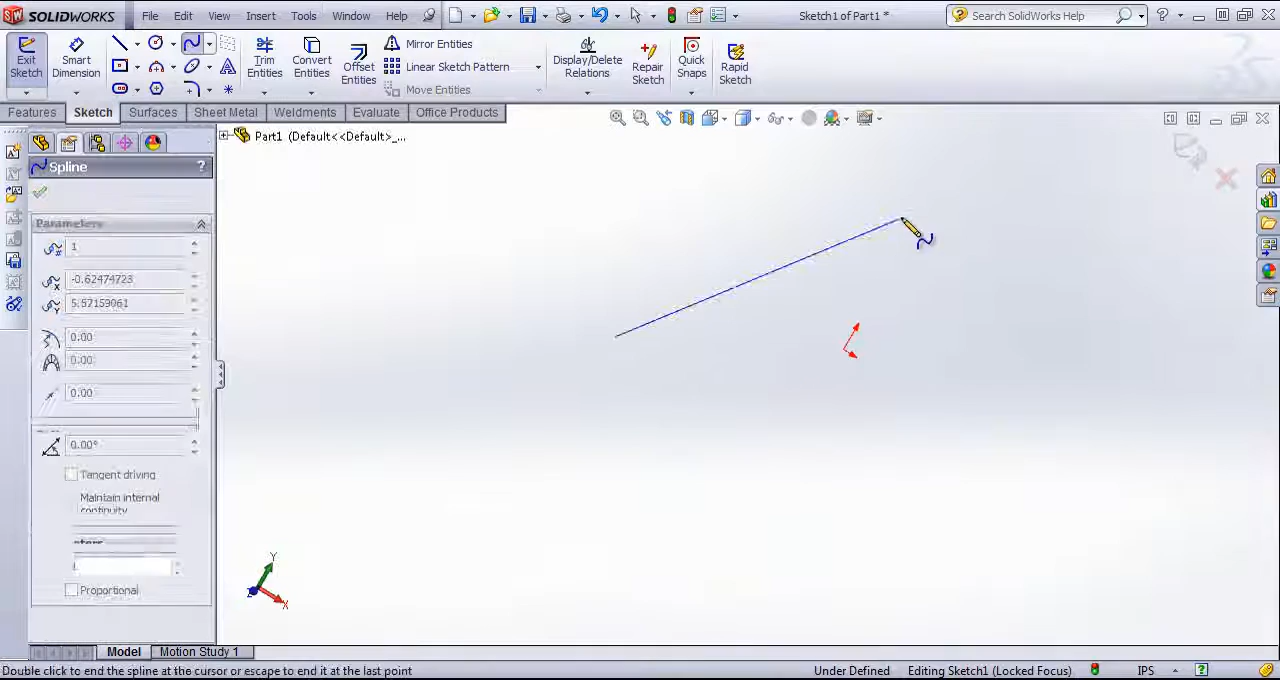 SOLIDWORKS File Edit View Insert Tools Window Help Sketch1 of Part1 * Search SolidWorks Help
Exit Sketch
Smart Dimension
Trim Entities
Convert Entities
Offset Entities
Mirror Entities
Linear Sketch Pattern
Move Entities
Display/Delete Relations
Repair Sketch
Quick Snaps
Rapid Sketch
Features Sketch Surfaces Sheet Metal Weldments Evaluate Office Products
Part1 (Default<<Default>_...
Spline ?
Parameters
1
-0.62474723
5.57159061
0.00
0.00
0.00
0.00°
Tangent driving
Maintain internal continuity
Proportional
Y
X
Z
Model Motion Study 1
Double click to end the spline at the cursor or escape to end it at the last point Under Defined Editing Sketch1 (Locked Focus) IPS ?